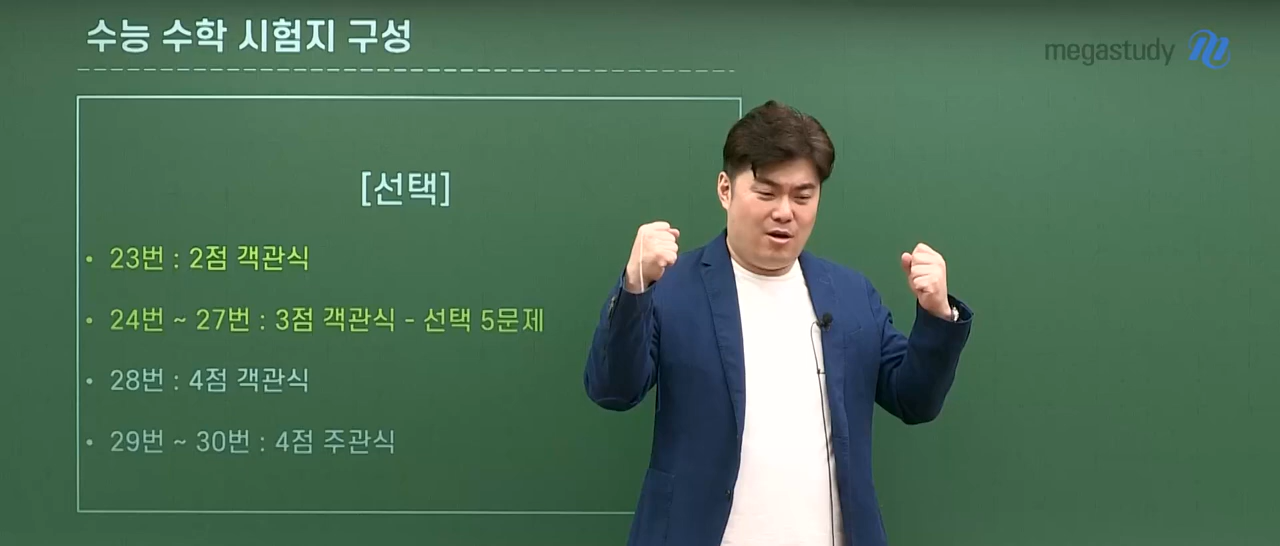 수능 수학 시험지 구성
megastudy
[선택]
• 23번 : 2점 객관식
• 24번 ~ 27번 : 3점 객관식 - 선택 5문제
• 28번 : 4점 객관식
• 29번 ~ 30번 : 4점 주관식